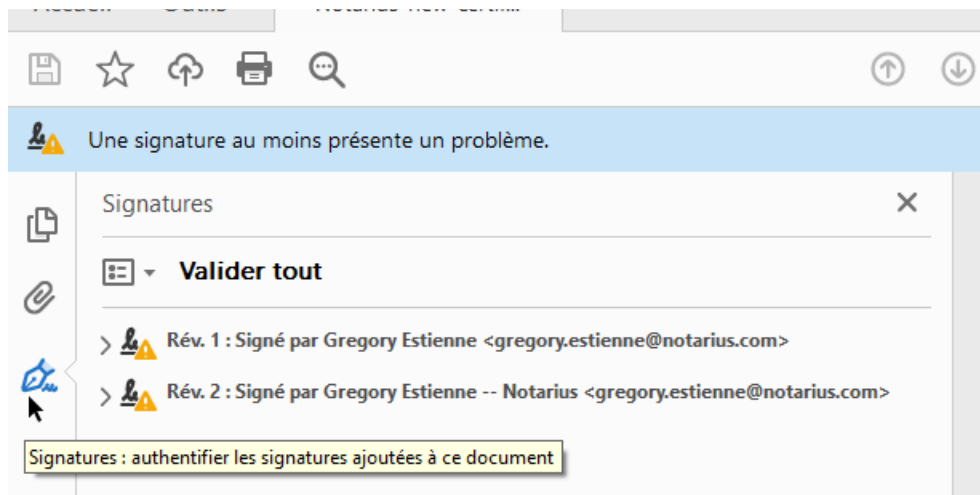 Une signature au moins présente un problème.
Signatures
Valider tout
Rév. 1 : Signé par Gregory Estienne <gregory.estienne@notarius.com>
Rév. 2 : Signé par Gregory Estienne -- Notarius <gregory.estienne@notarius.com>
Signatures : authentifier les signatures ajoutées à ce document